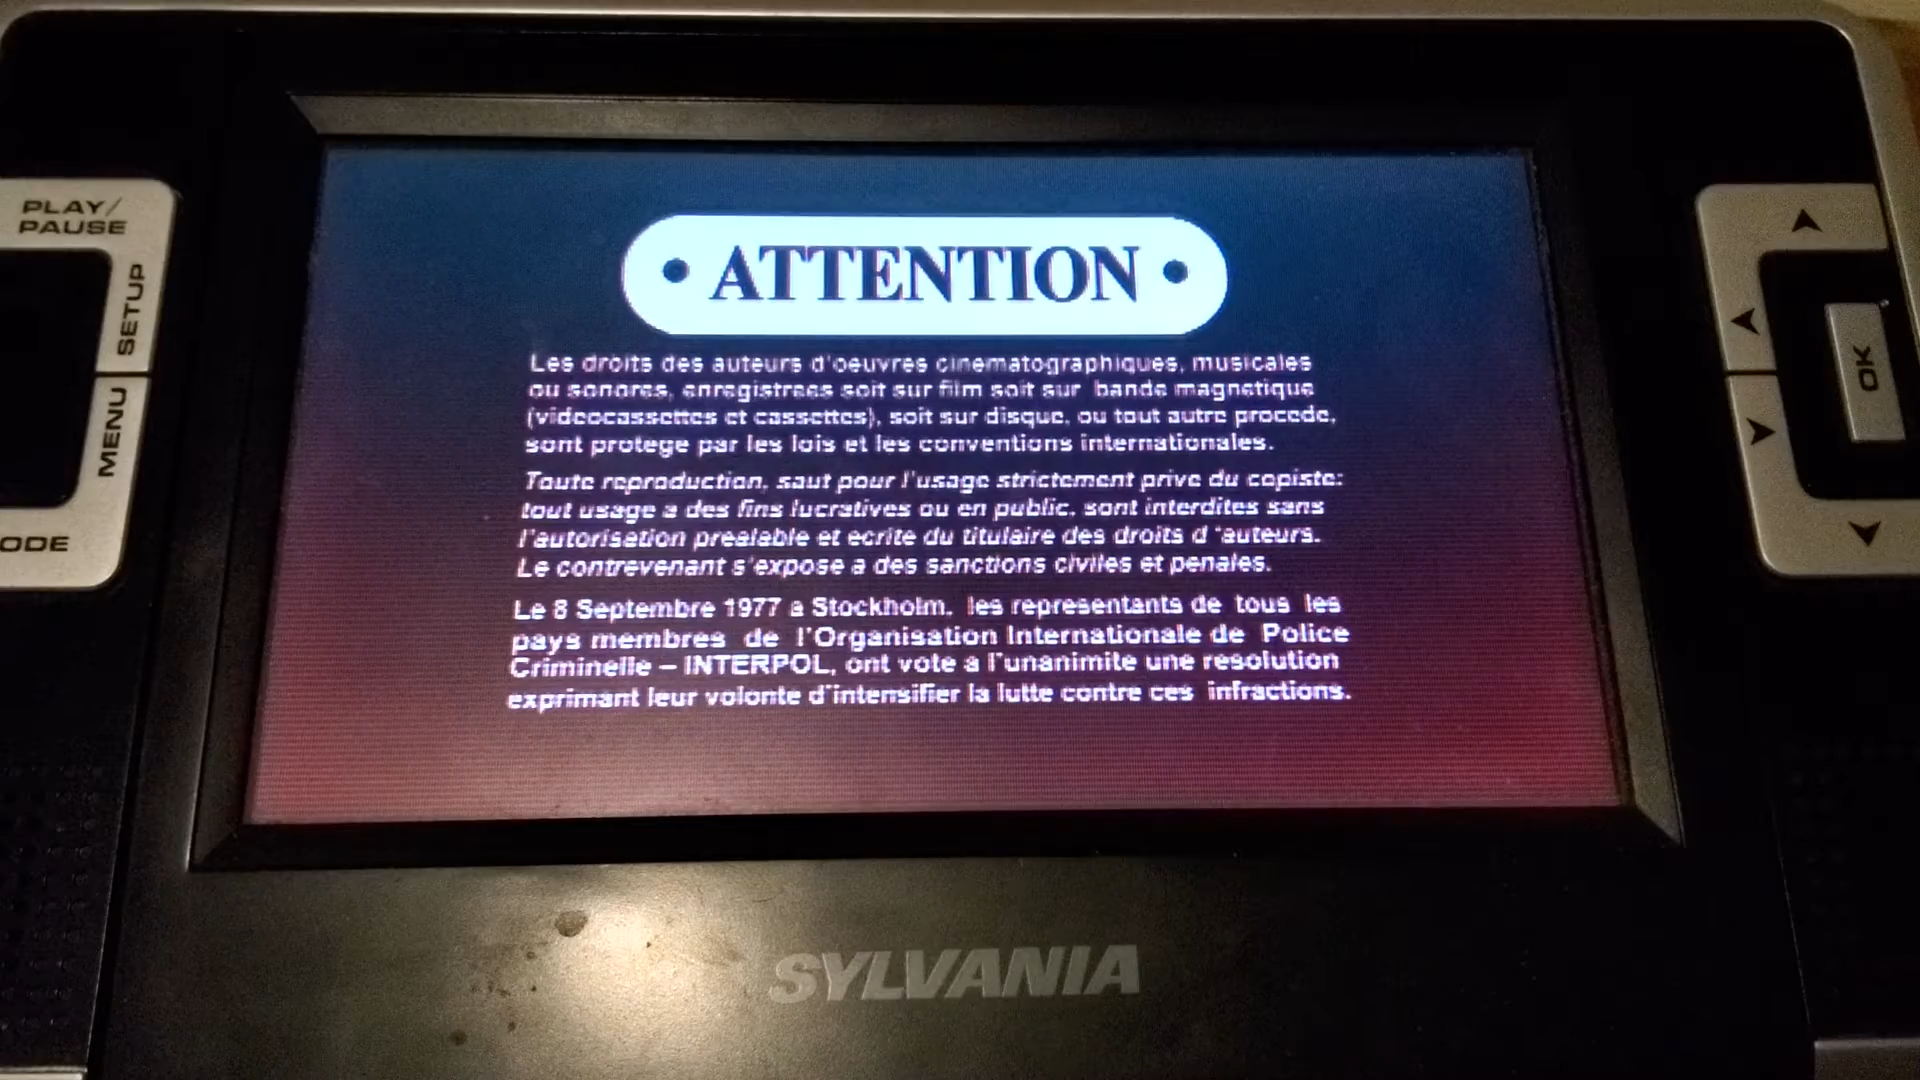 PLAY/
PAUSE
SETUP
MENU
ODE
• ATTENTION •
Les droits des auteurs d'oeuvres cinematographiques, musicales
ou sonores, enregistrees soit sur film soit sur bande magnetique
(videocassettes et cassettes), soit sur disque, ou tout autre procede,
sont protege par les lois et les conventions internationales.
Toute reproduction, saut pour l'usage strictement prive du copiste:
tout usage a des fins lucratives ou en public, sont interdites sans
l'autorisation prealable et ecrite du titulaire des droits d 'auteurs.
Le contrevenant s'expose a des sanctions civiles et penales.
Le 8 Septembre 1977 a Stockholm, les representants de tous les
pays membres de l'Organisation Internationale de Police
Criminelle – INTERPOL, ont vote a l'unanimite une resolution
exprimant leur volonte d'intensifier la lutte contre ces infractions.
OK
SYLVANIA